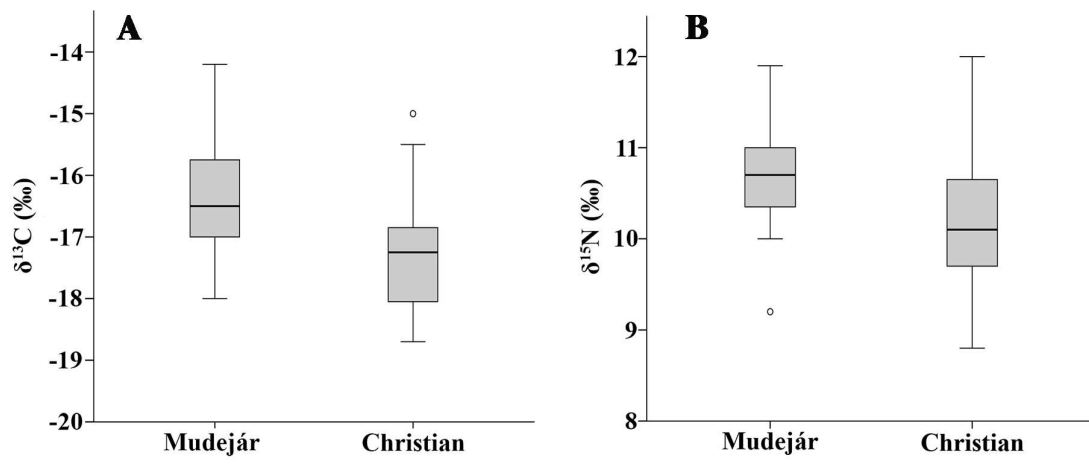 A
-14
-15
-16
-17
-18
-19
-20
δ¹³C (‰)
Mudejár
Christian
B
12
11
10
9
8
δ¹⁵N (‰)
Mudejár
Christian